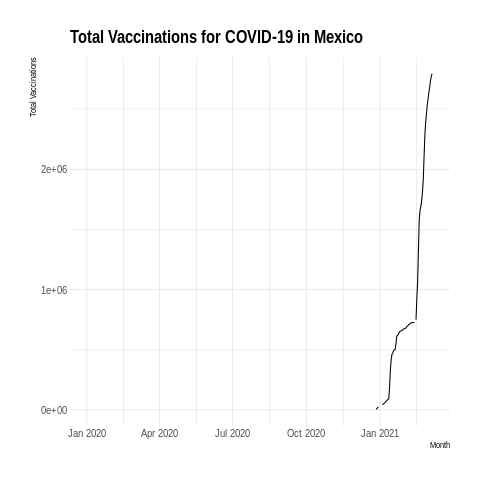 Total Vaccinations for COVID-19 in Mexico
Total Vaccinations
2e+06
1e+06
0e+00
Jan 2020 Apr 2020 Jul 2020 Oct 2020 Jan 2021
Month